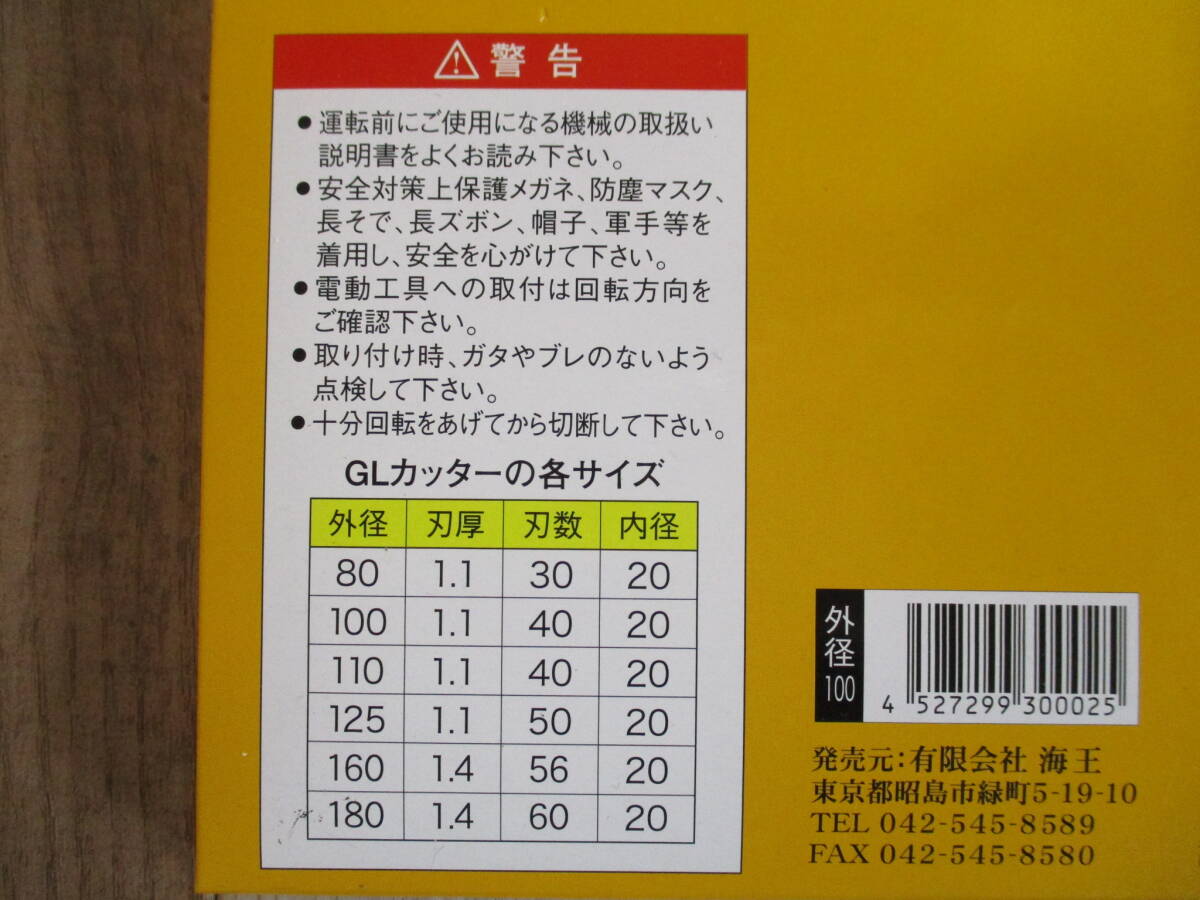 ⚠警告
●運転前にご使用になる機械の取扱い
説明書をよくお読み下さい。
●安全対策上保護メガネ、防塵マスク、
長そで、長ズボン、帽子、軍手等を
着用し、安全を心がけて下さい。
●電動工具への取付は回転方向を
ご確認下さい。
●取り付け時、ガタやブレのないよう
点検して下さい。
●十分回転をあげてから切断して下さい。
GLカッターの各サイズ
外径 刃厚 刃数 内径
80 1.1 30 20
100 1.1 40 20
110 1.1 40 20
125 1.1 50 20
160 1.4 56 20
180 1.4 60 20
外径100
4 527299 300025
発売元:有限会社 海王
東京都昭島市緑町5-19-10
TEL 042-545-8589
FAX 042-545-8580